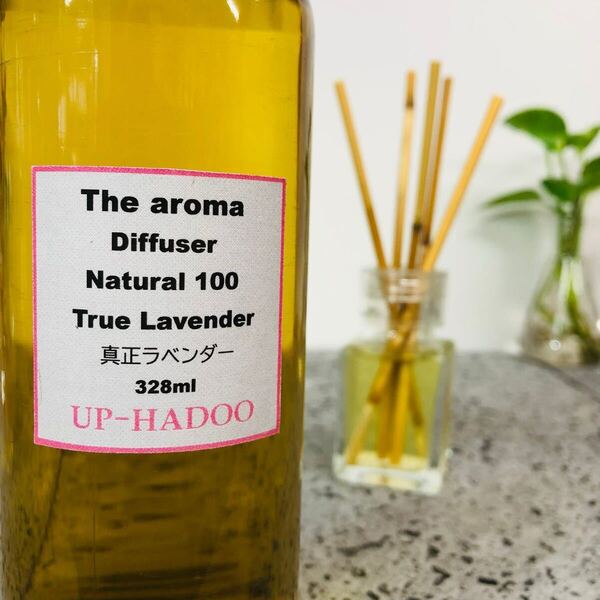 The aroma
Diffuser
Natural 100
True Lavender
真正ラベンダー
328ml
UP-HADOO